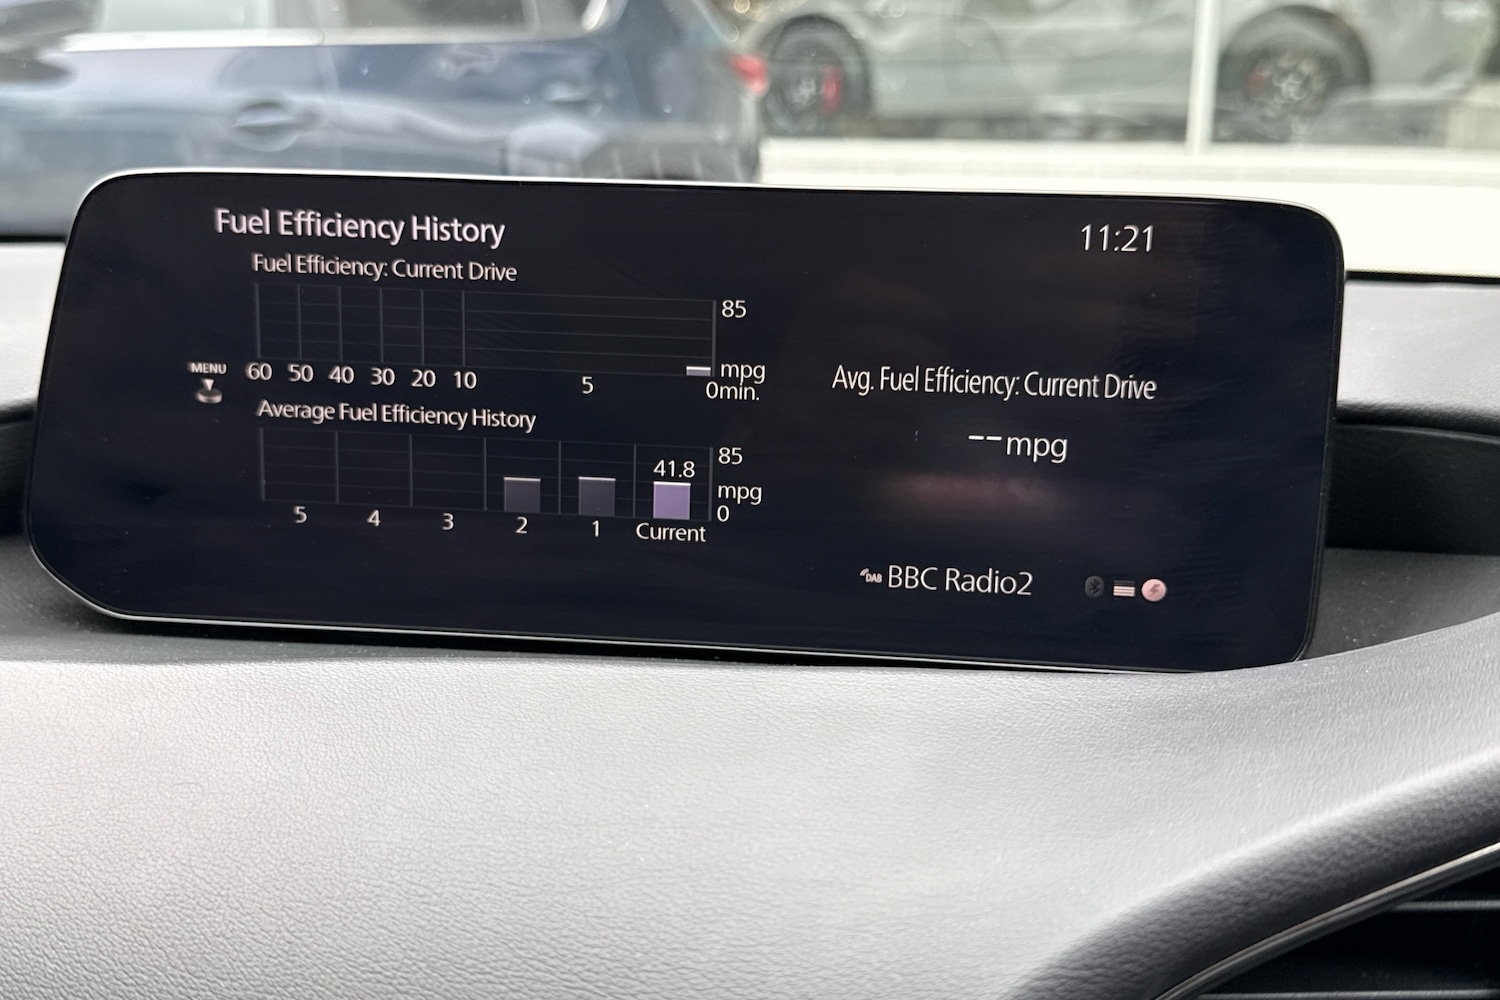 Fuel Efficiency History
11:21
Fuel Efficiency: Current Drive
85
MENU
60 50 40 30 20 10 5 mpg
0min.
Avg. Fuel Efficiency: Current Drive
--mpg
Average Fuel Efficiency History
85
41.8
mpg
0
5 4 3 2 1 Current
DAB BBC Radio2